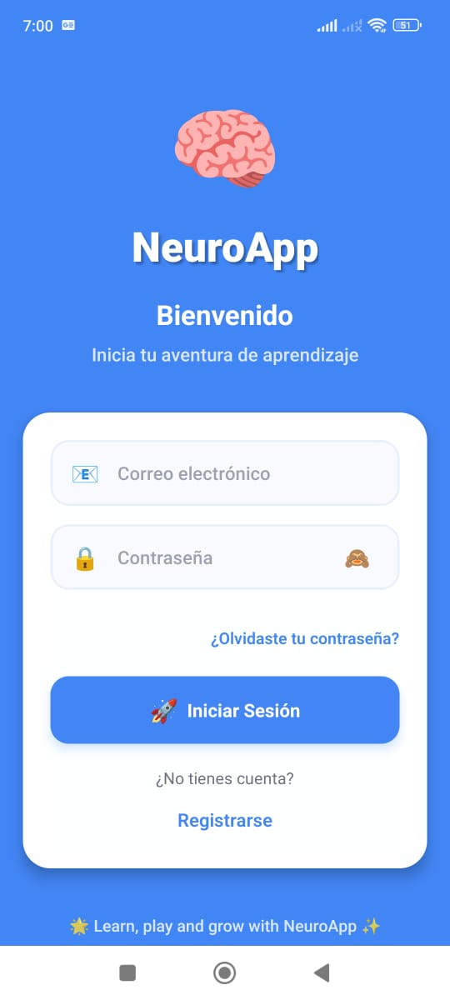 7:00 GE 51
NeuroApp
Bienvenido
Inicia tu aventura de aprendizaje
Correo electrónico
Contraseña
¿Olvidaste tu contraseña?
Iniciar Sesión
¿No tienes cuenta?
Registrarse
Learn, play and grow with NeuroApp